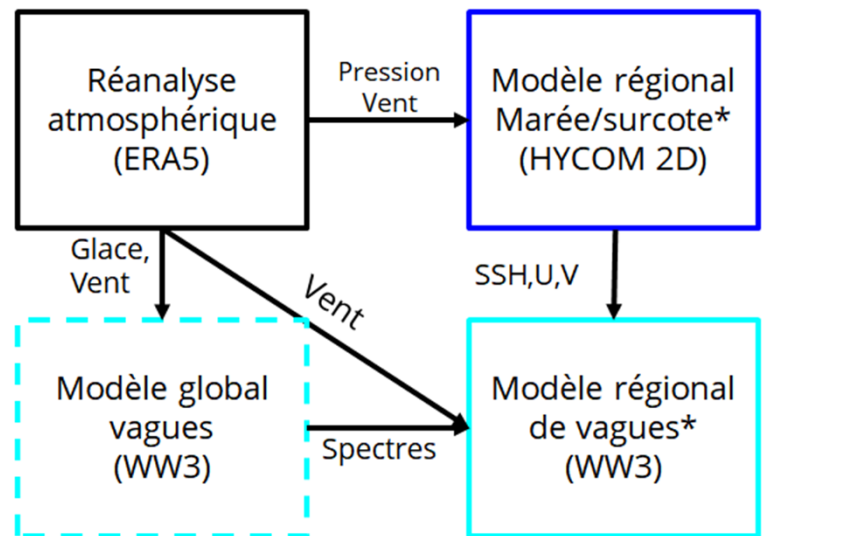 Réanalyse
atmosphérique
(ERA5)
Pression
Vent
Modèle régional
Marée/surcote*
(HYCOM 2D)
Glace,
Vent
Vent
SSH,U,V
Modèle global
vagues
(WW3)
Spectres
Modèle régional
de vagues*
(WW3)